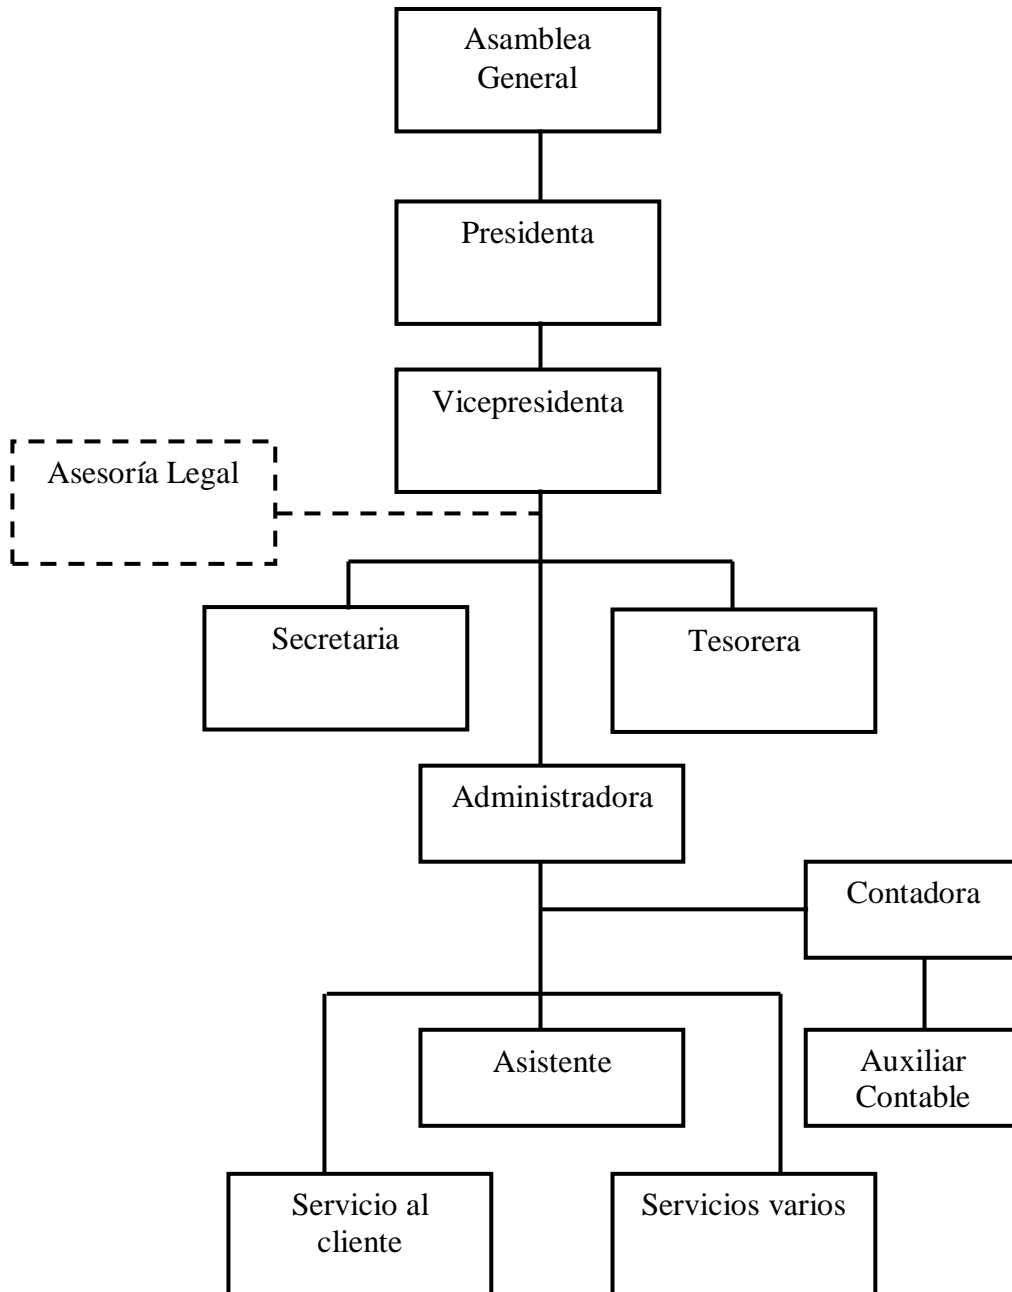 Asamblea
General
Presidenta
Vicepresidenta
Asesoría Legal
Secretaria
Tesorera
Administradora
Contadora
Asistente
Auxiliar
Contable
Servicio al
cliente
Servicios varios